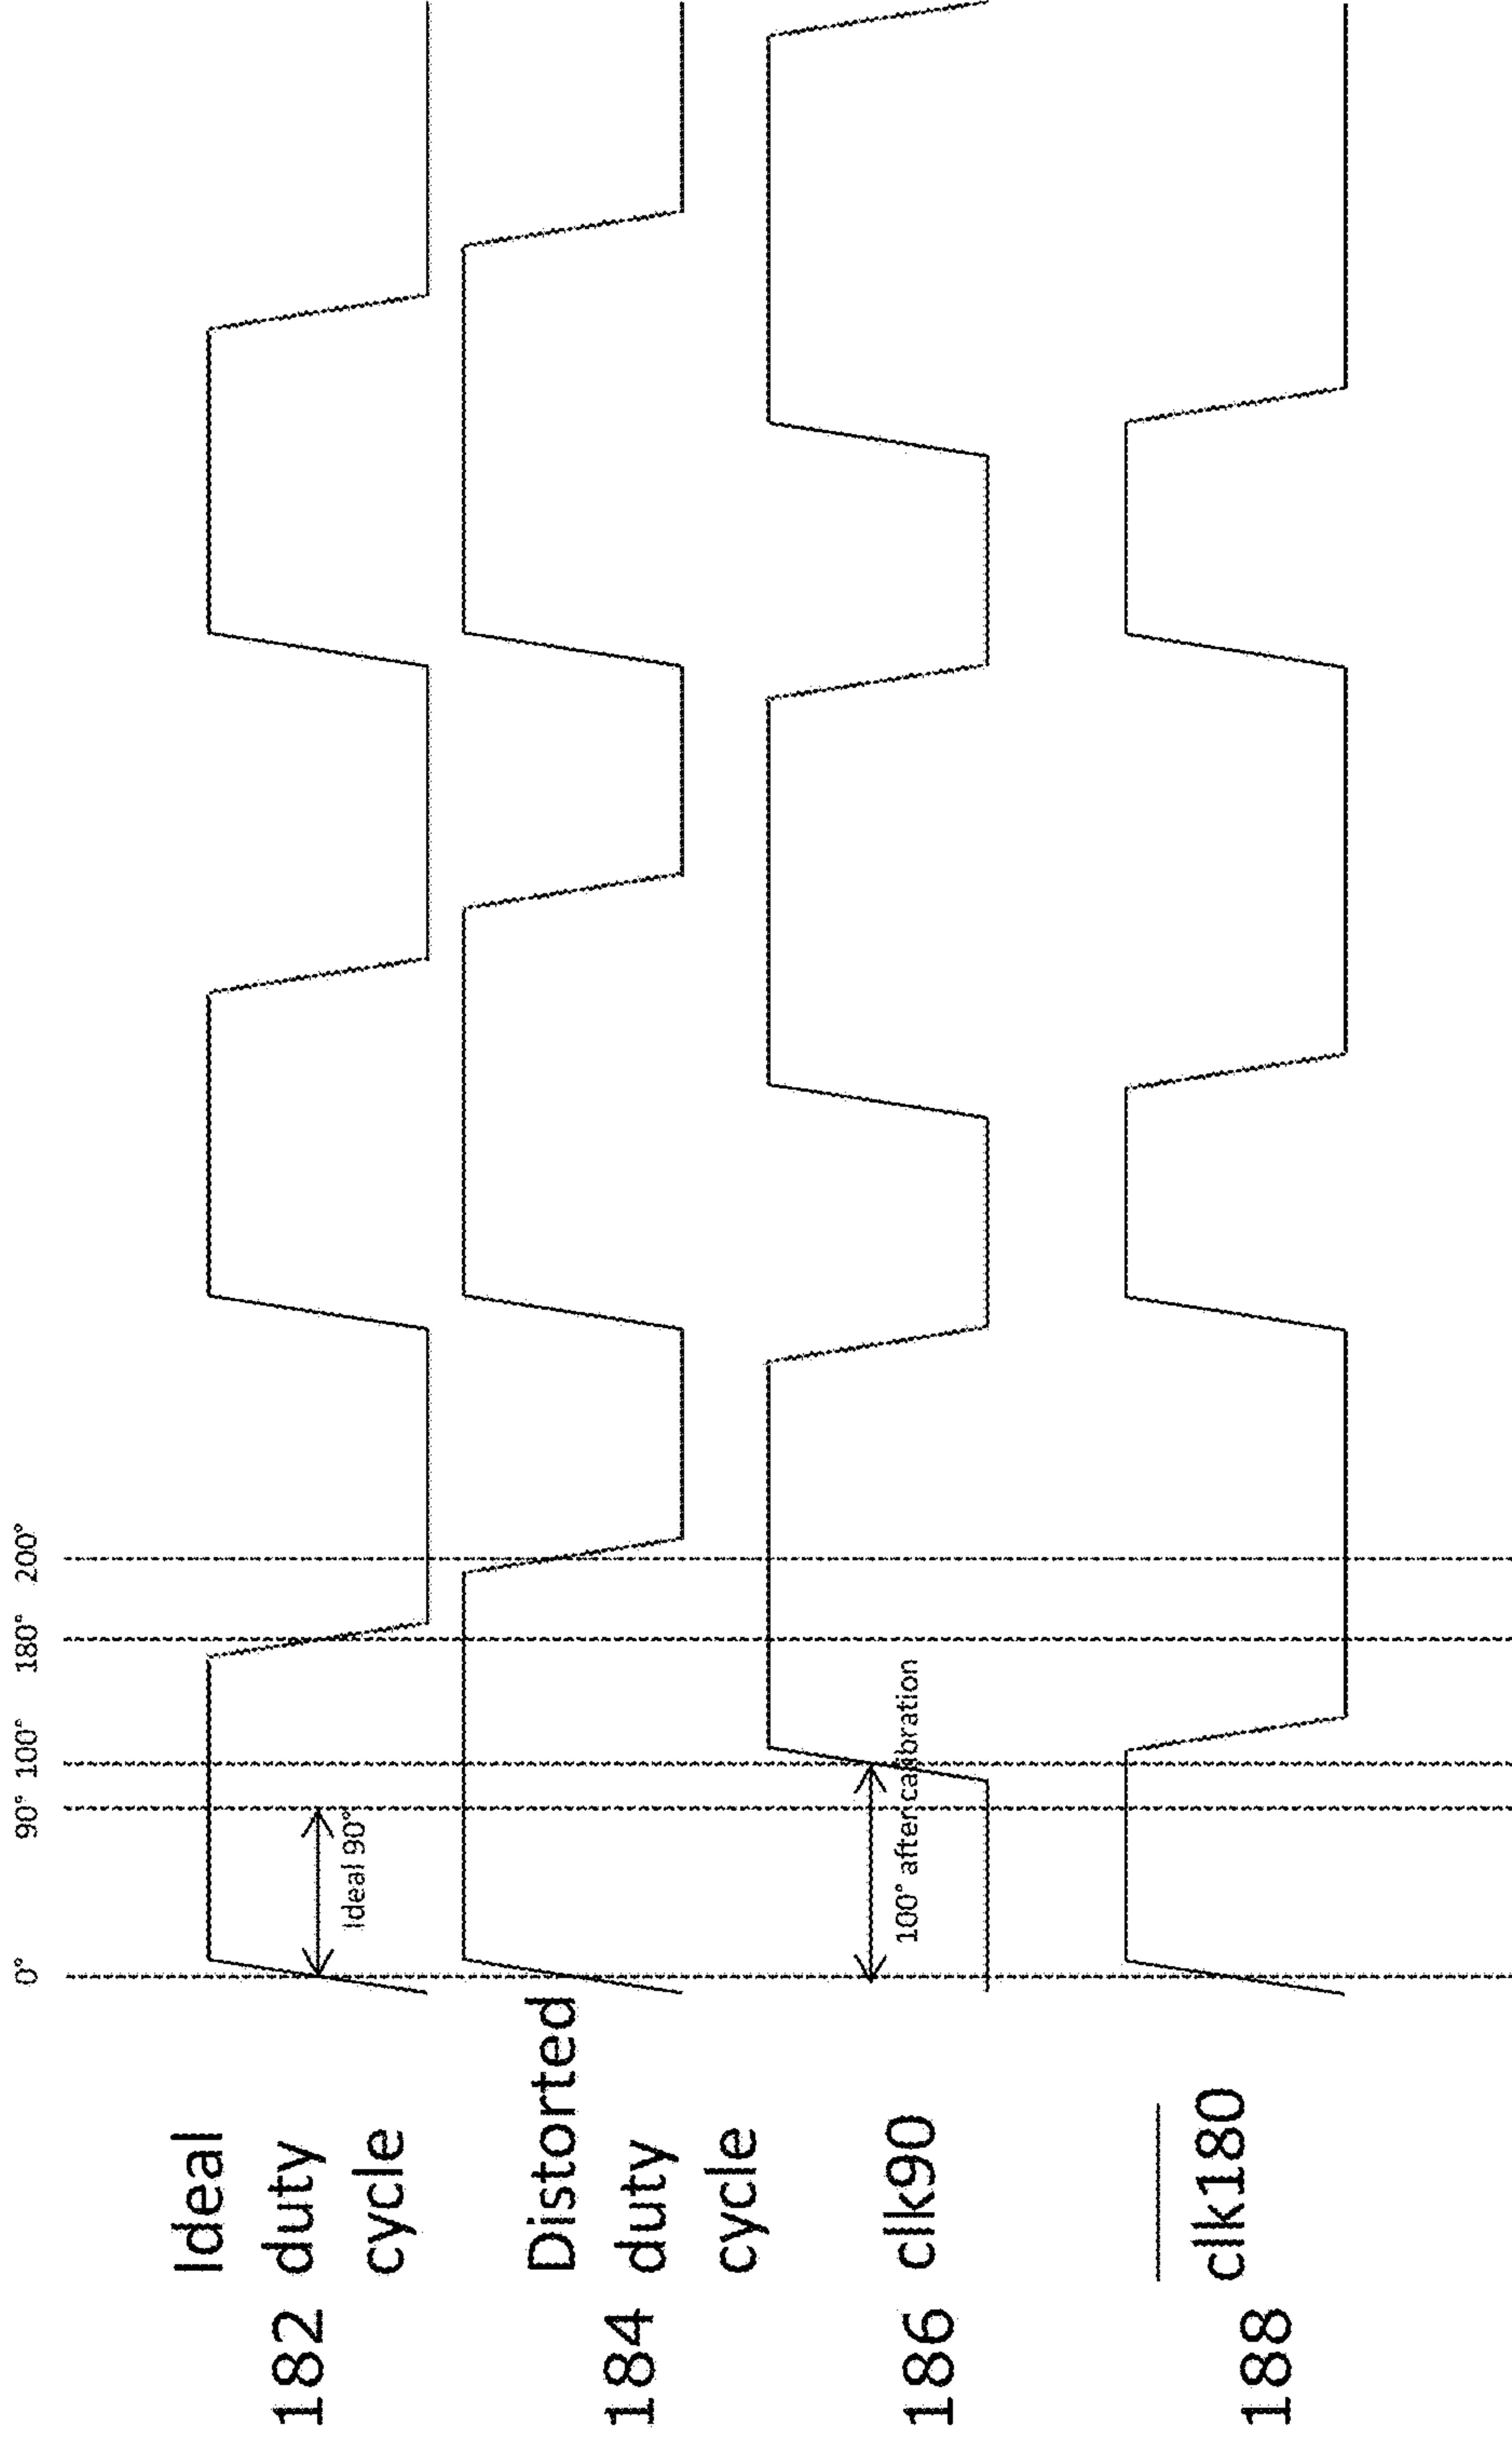 0° 90° 100° 180° 200°
Ideal
182 duty
cycle
Ideal 90°
Distorted
184 duty
cycle
186 clk90
100° after calibration
188 clk180